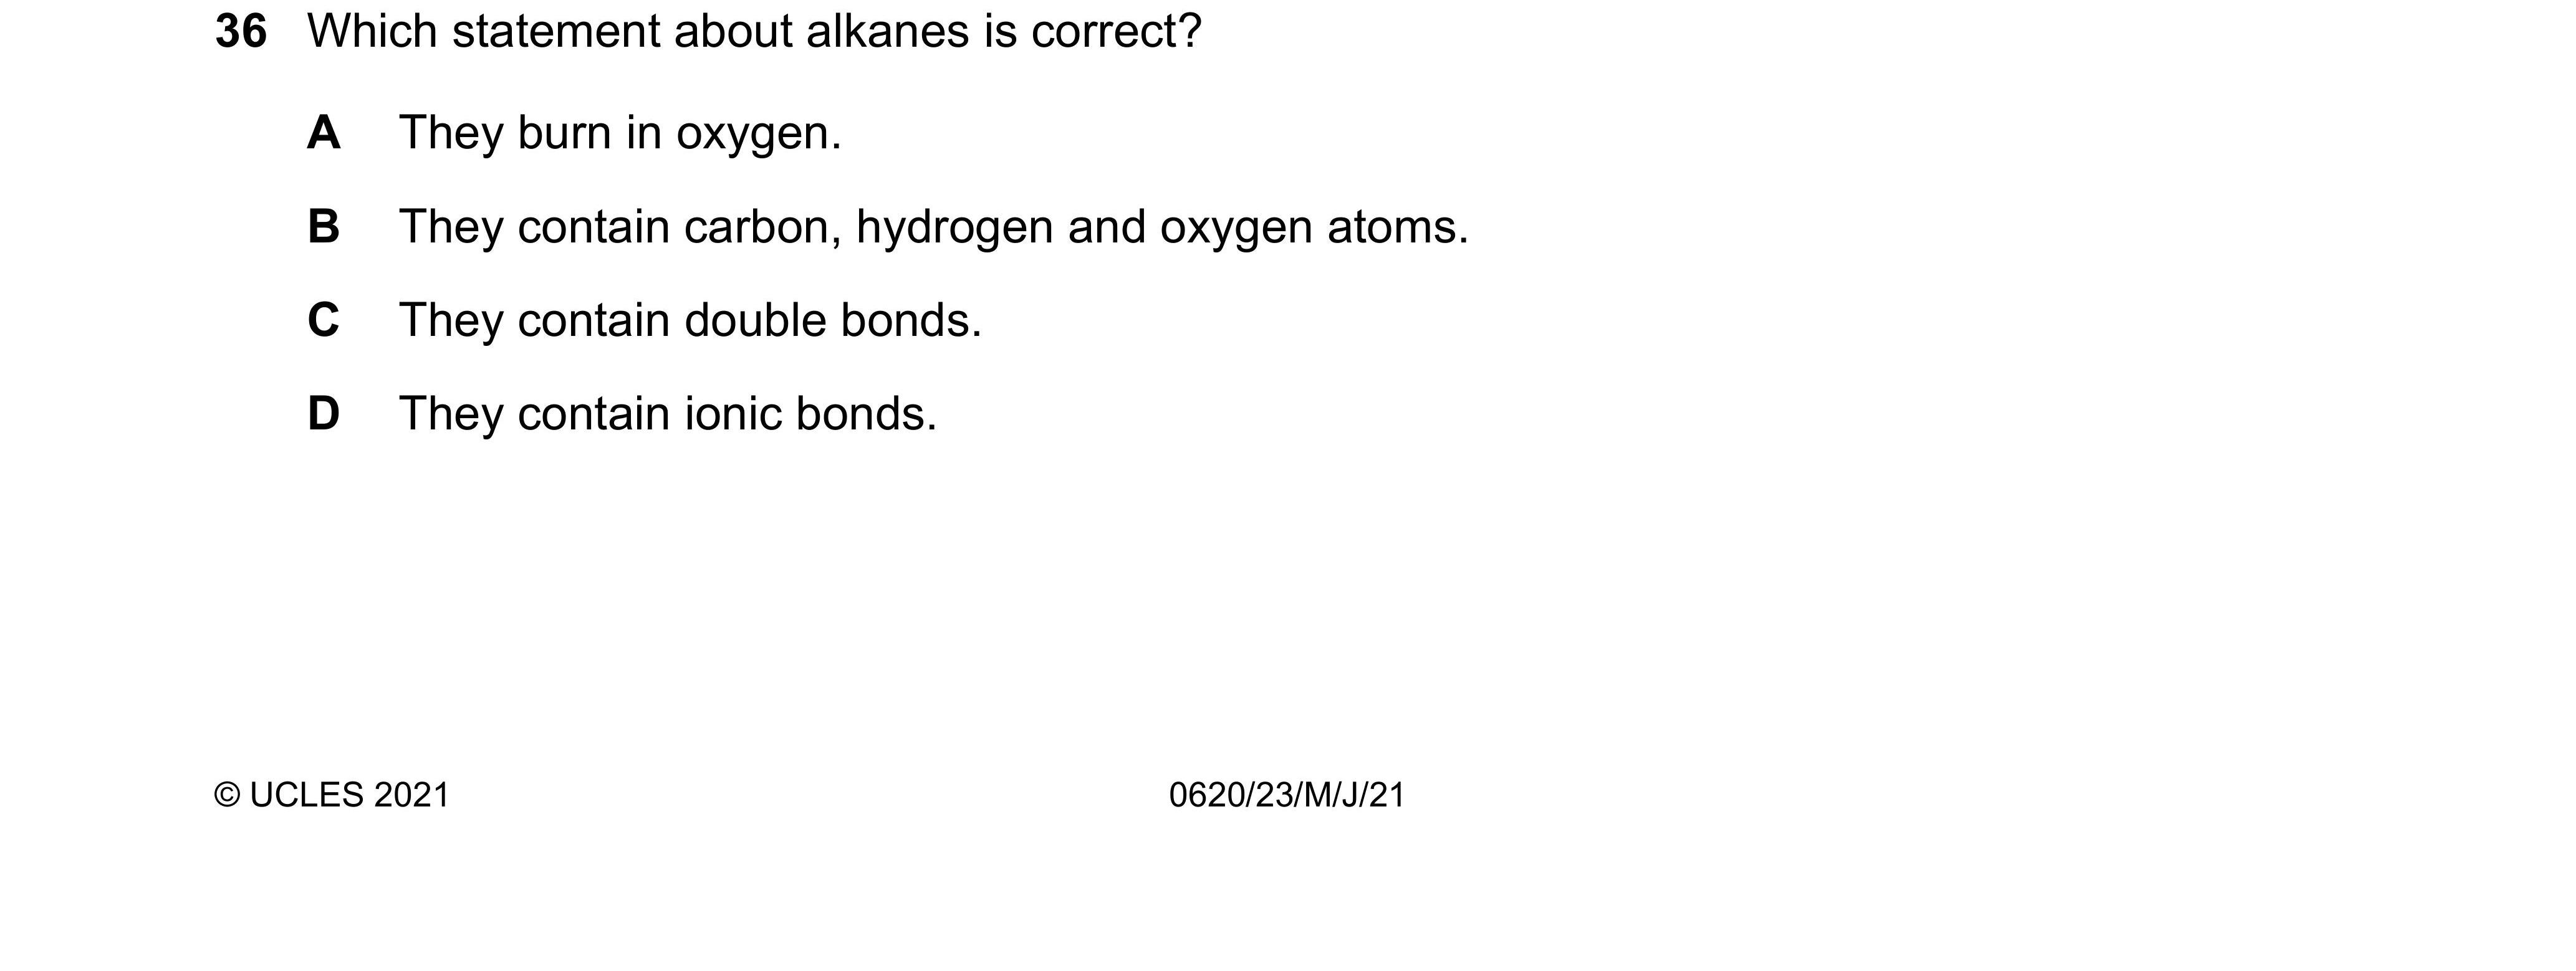 36 Which statement about alkanes is correct?
A They burn in oxygen.
B They contain carbon, hydrogen and oxygen atoms.
C They contain double bonds.
D They contain ionic bonds.
© UCLES 2021 0620/23/M/J/21